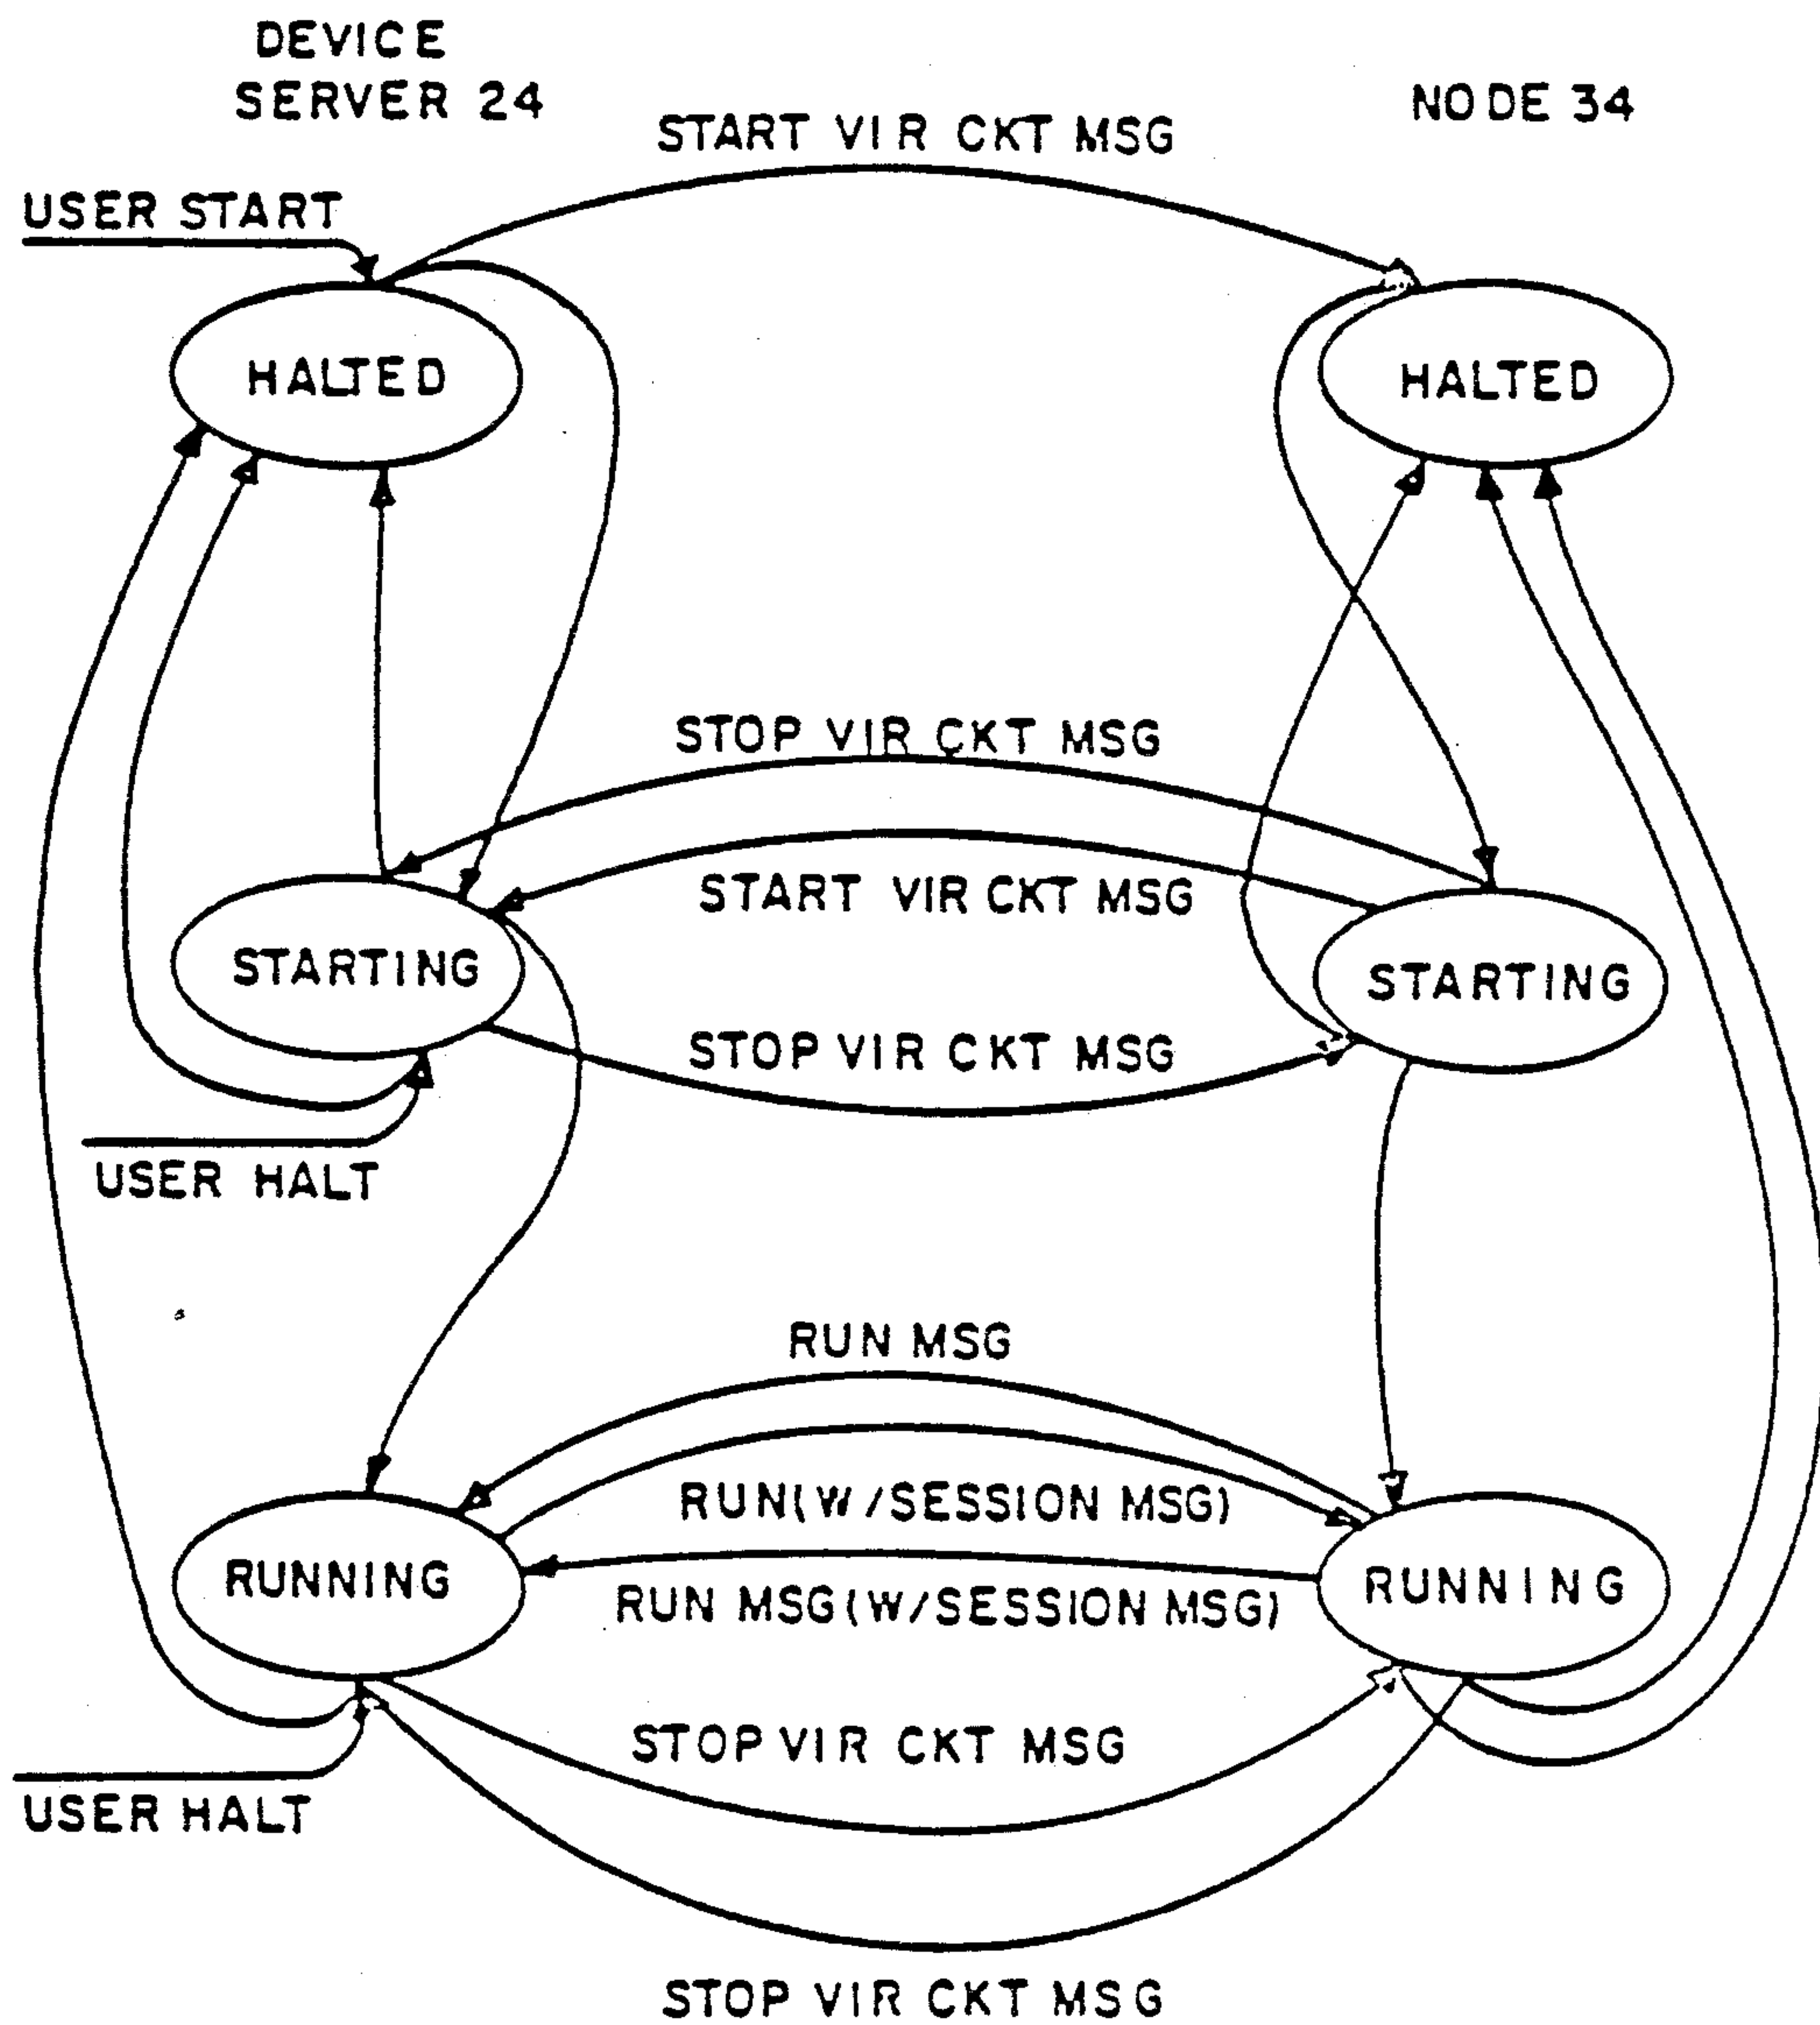 DEVICE
SERVER 24
NODE 34
START VIR CKT MSG
USER START
HALTED
HALTED
STOP VIR CKT MSG
START VIR CKT MSG
STARTING
STARTING
STOP VIR CKT MSG
USER HALT
RUN MSG
RUN(W/SESSION MSG)
RUNNING
RUNNING
RUN MSG(W/SESSION MSG)
STOP VIR CKT MSG
USER HALT
STOP VIR CKT MSG